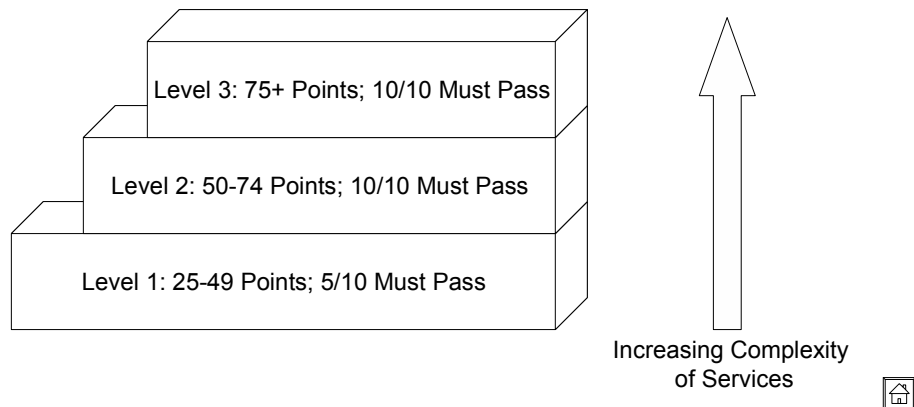 Level 3: 75+ Points; 10/10 Must Pass
Level 2: 50-74 Points; 10/10 Must Pass
Level 1: 25-49 Points; 5/10 Must Pass
Increasing Complexity
of Services